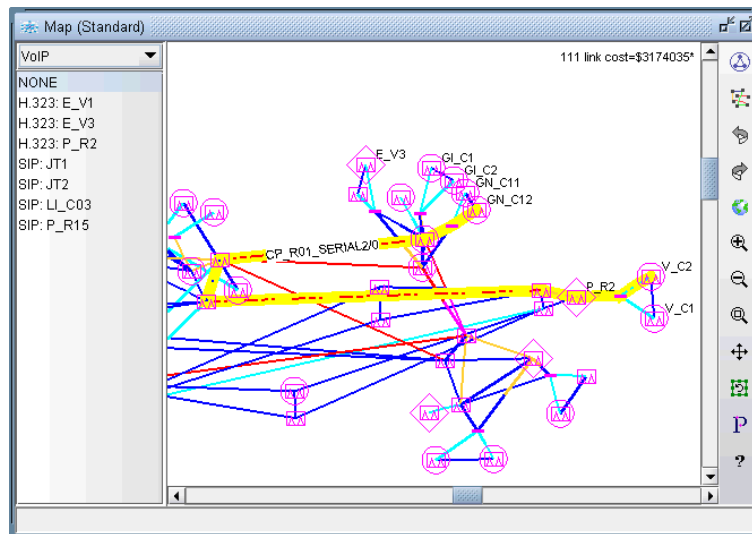 Map (Standard)
VoIP
NONE
H.323: E_V1
H.323: E_V3
H.323: P_R2
SIP: JT1
SIP: JT2
SIP: LI_C03
SIP: P_R15
111 link cost=$3174035*
E_V3
GI_C1
GI_C2
GN_C11
GN_C12
CP_R01_SERIAL2/0
V_C2
P_R2
V_C1
P
?